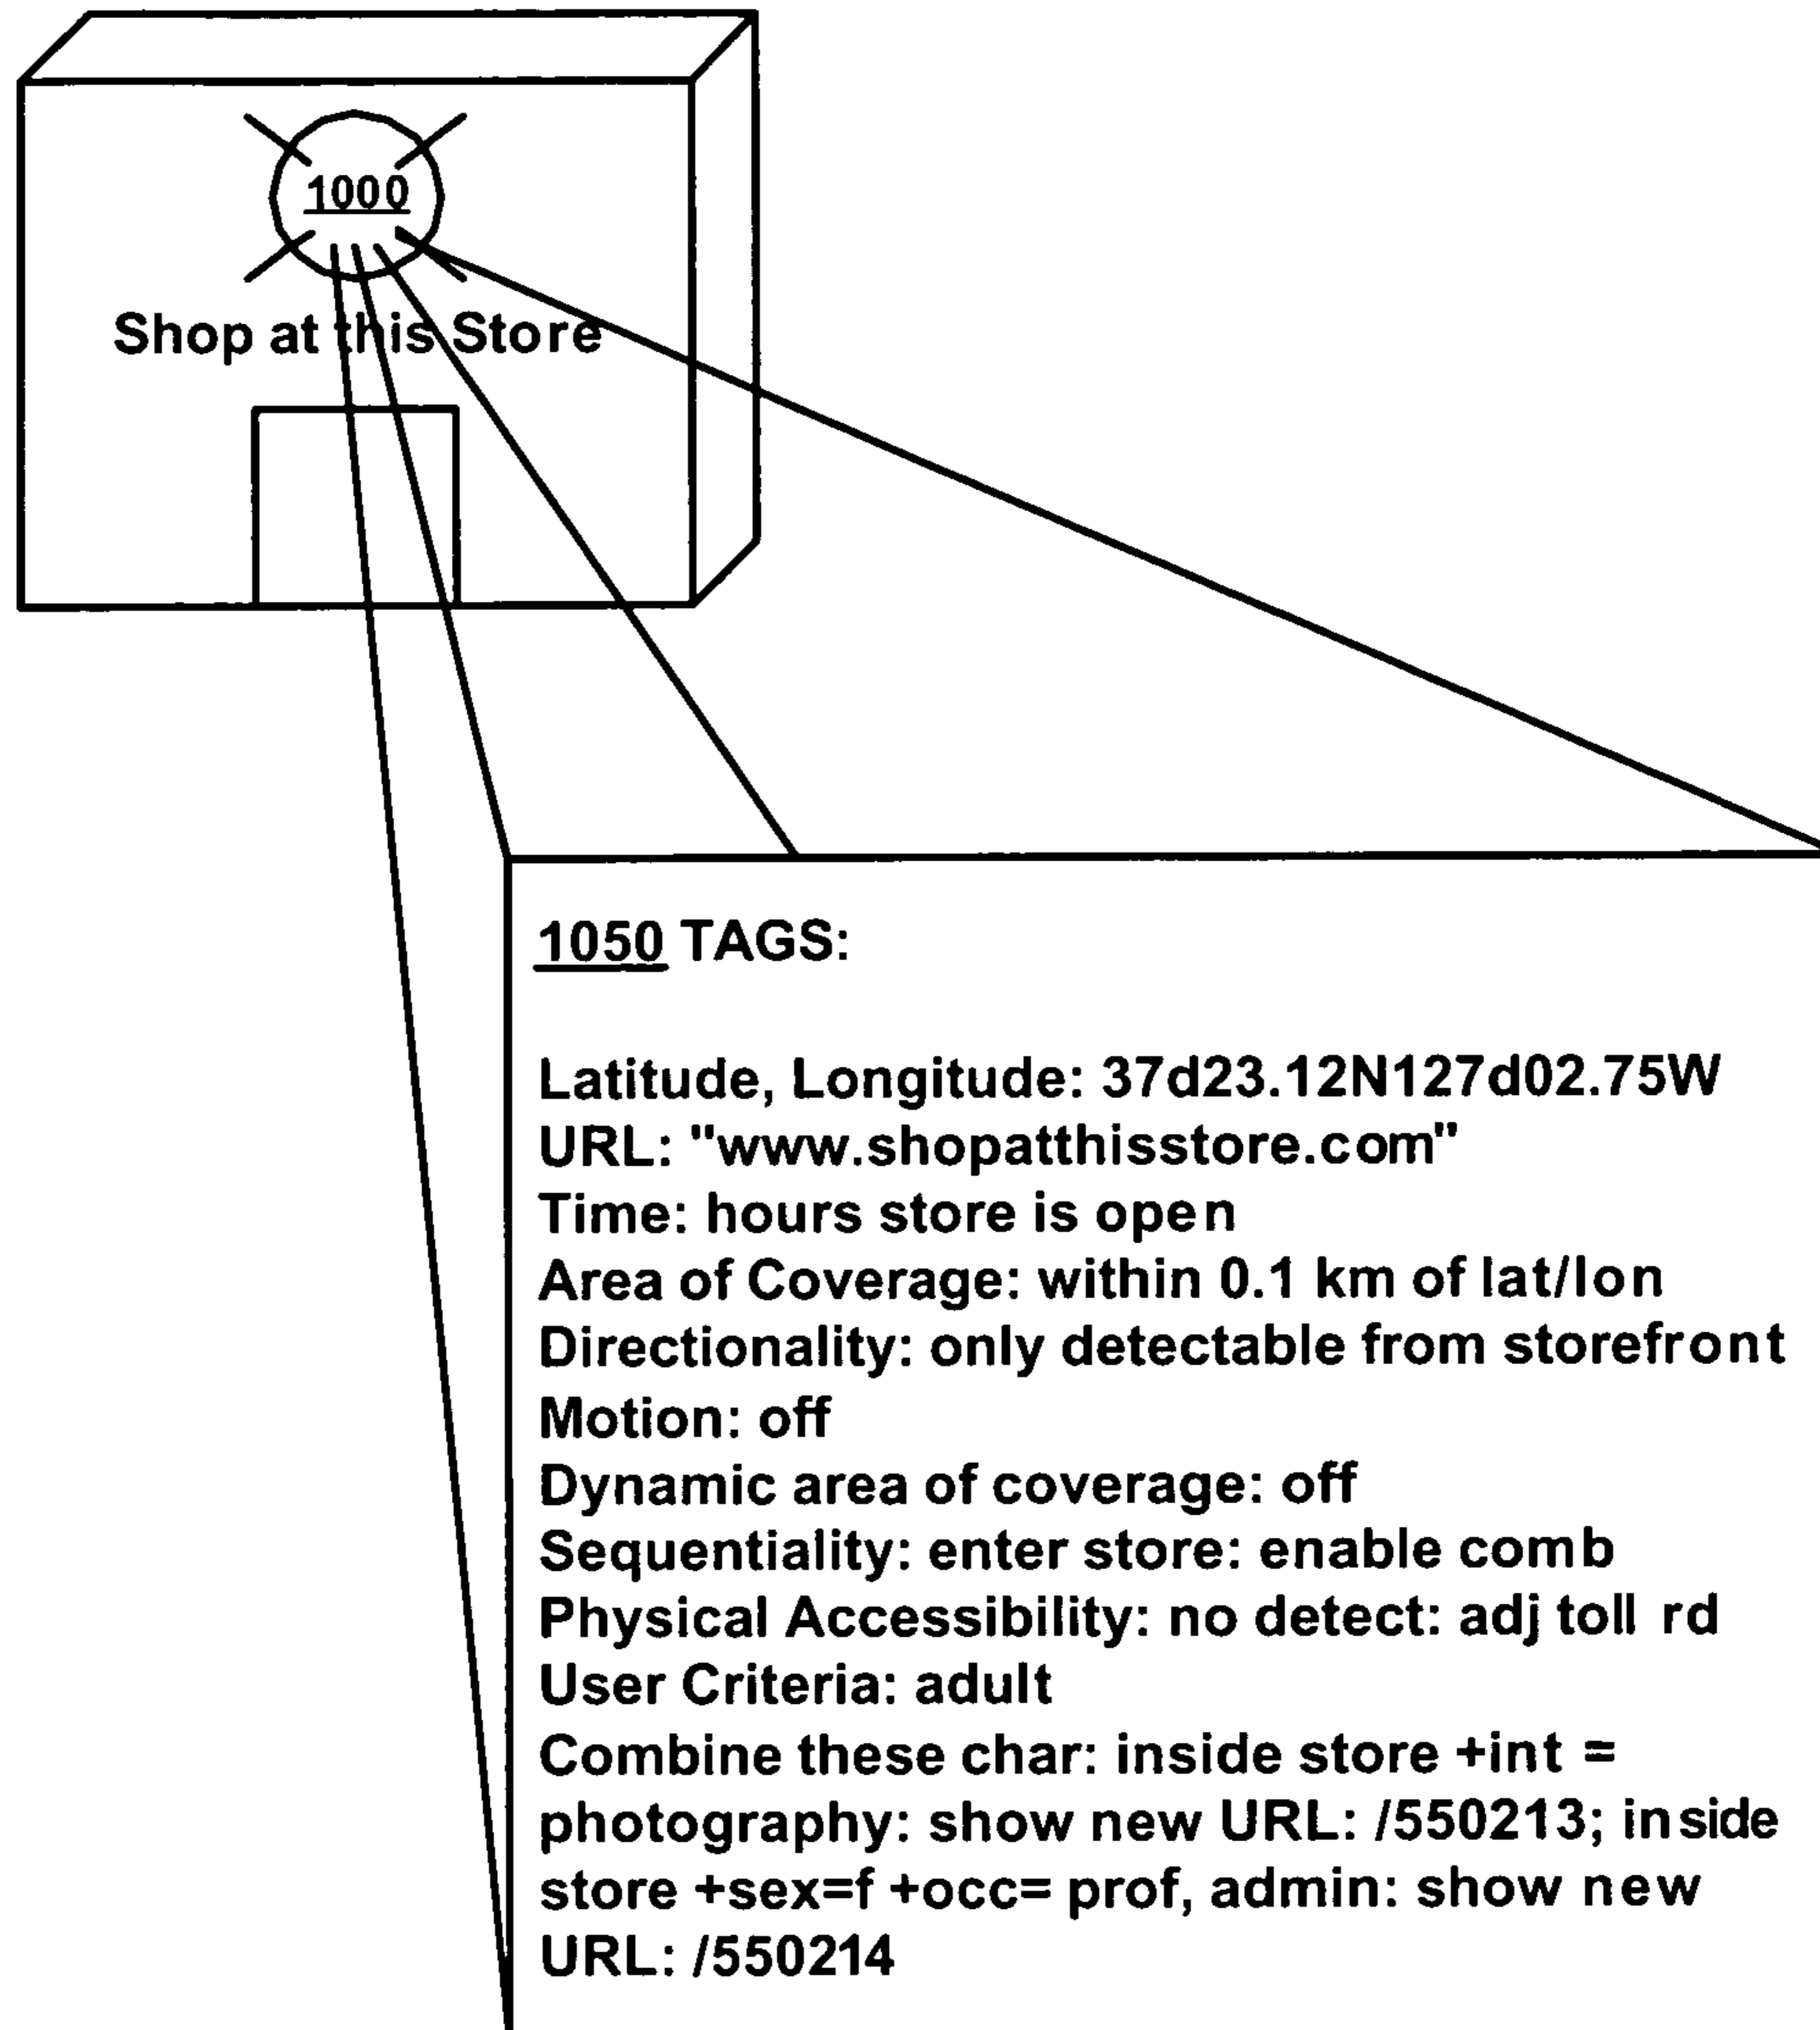 1000
Shop at this Store
1050 TAGS:
Latitude, Longitude: 37d23.12N127d02.75W
URL: "www.shopatthisstore.com"
Time: hours store is open
Area of Coverage: within 0.1 km of lat/lon
Directionality: only detectable from storefront
Motion: off
Dynamic area of coverage: off
Sequentiality: enter store: enable comb
Physical Accessibility: no detect: adj toll rd
User Criteria: adult
Combine these char: inside store +int =
photography: show new URL: /550213; inside
store +sex=f +occ= prof, admin: show new
URL: /550214